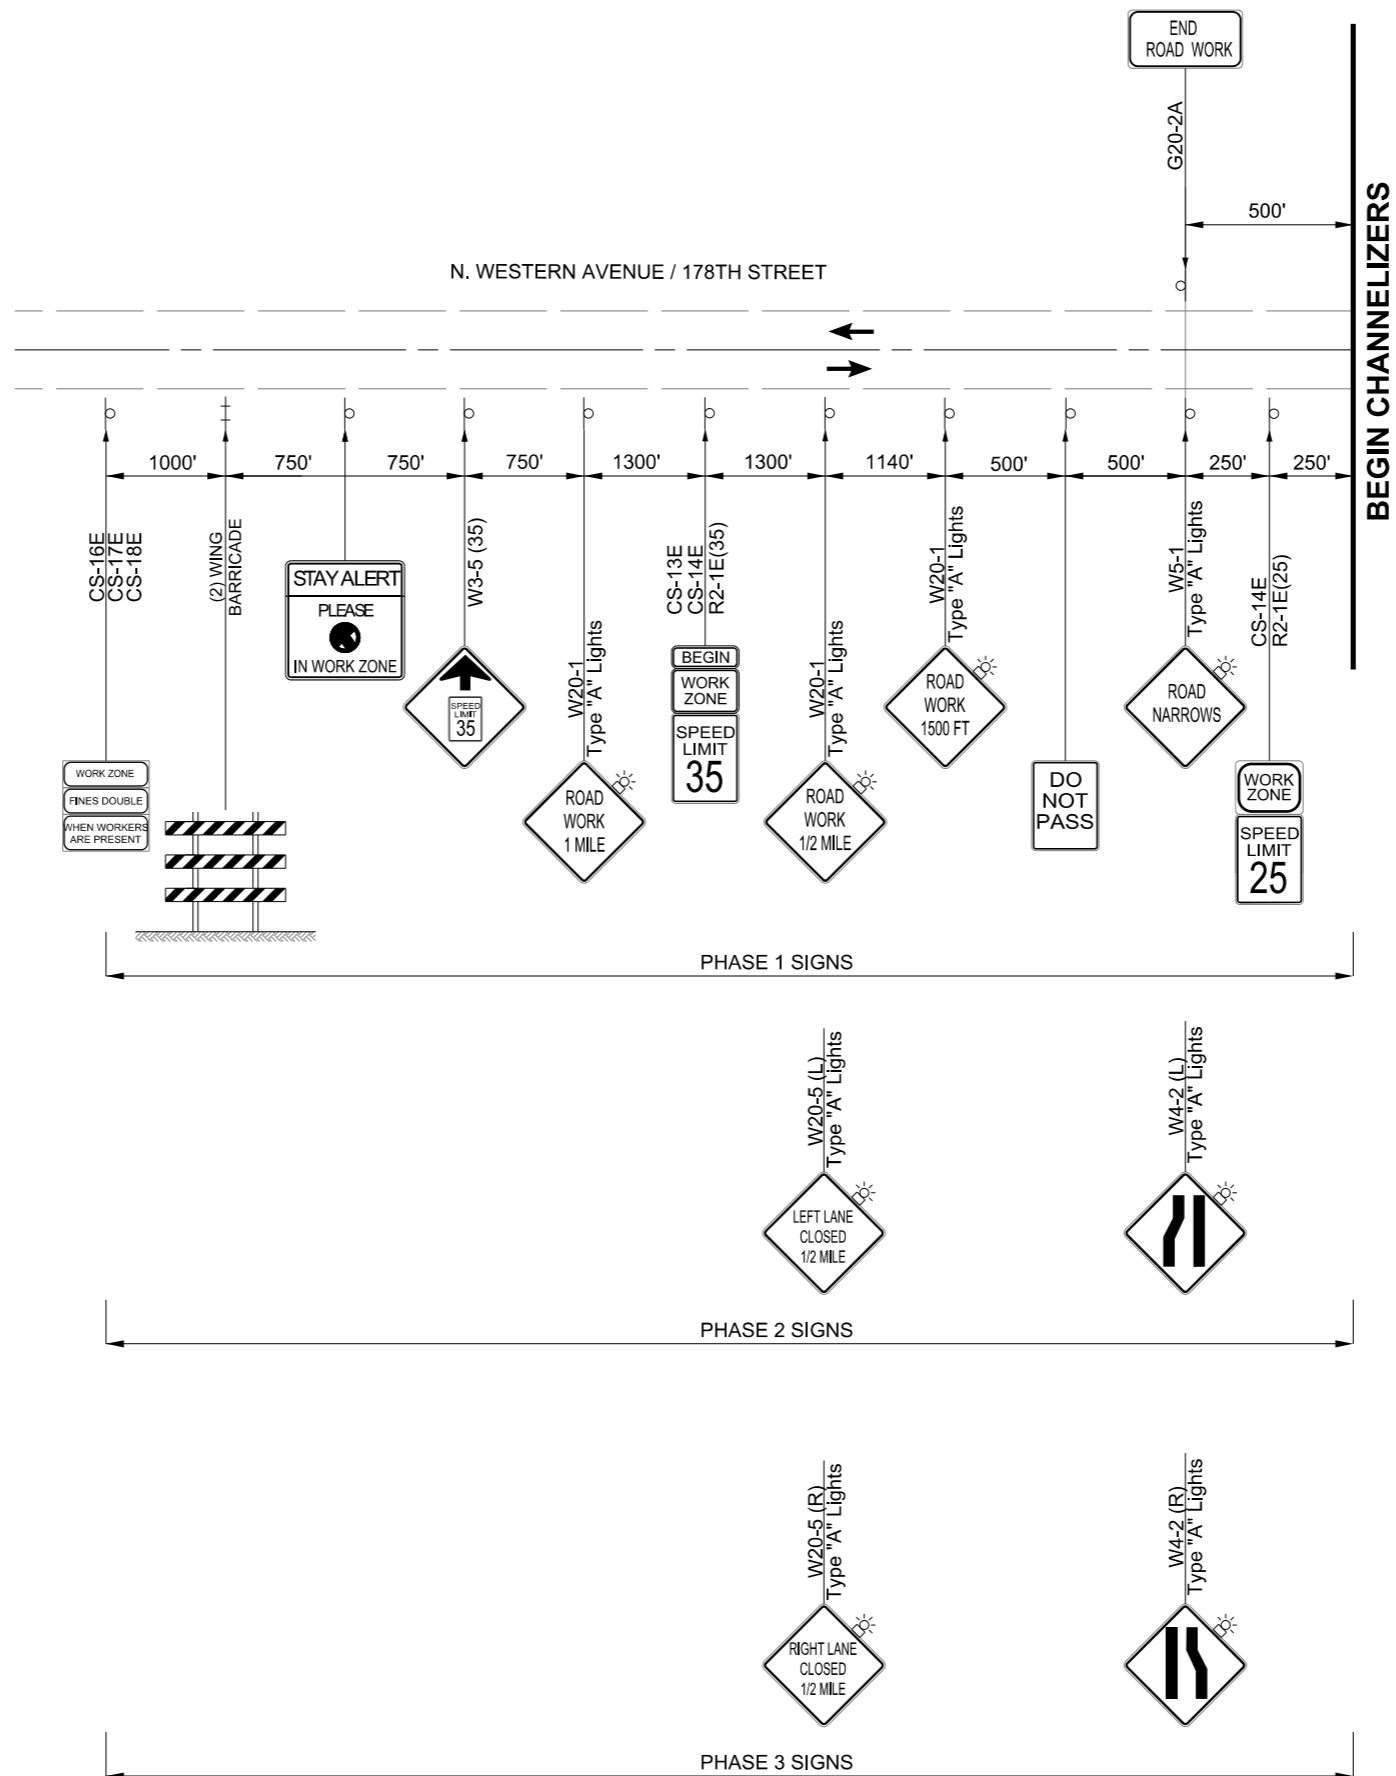 END
ROAD WORK
G20-2A
500'
BEGIN CHANNELIZERS
N. WESTERN AVENUE / 178TH STREET
1000'
750'
750'
750'
1300'
1300'
1140'
500'
500'
250'
250'
CS-16E
CS-17E
CS-18E
(2) WING
BARRICADE
W3-5 (35)
W20-1
Type "A" Lights
CS-13E
CS-14E
R2-1E(35)
W20-1
Type "A" Lights
W20-1
Type "A" Lights
W5-1
Type "A" Lights
CS-14E
R2-1E(25)
WORK ZONE
FINES DOUBLE
WHEN WORKERS
ARE PRESENT
STAY ALERT
PLEASE
IN WORK ZONE
SPEED
LIMIT
35
ROAD
WORK
1 MILE
BEGIN
WORK
ZONE
SPEED
LIMIT
35
ROAD
WORK
1/2 MILE
ROAD
WORK
1500 FT
DO
NOT
PASS
ROAD
NARROWS
WORK
ZONE
SPEED
LIMIT
25
PHASE 1 SIGNS
W20-5 (L)
Type "A" Lights
W4-2 (L)
Type "A" Lights
LEFT LANE
CLOSED
1/2 MILE
PHASE 2 SIGNS
W20-5 (R)
Type "A" Lights
W4-2 (R)
Type "A" Lights
RIGHT LANE
CLOSED
1/2 MILE
PHASE 3 SIGNS